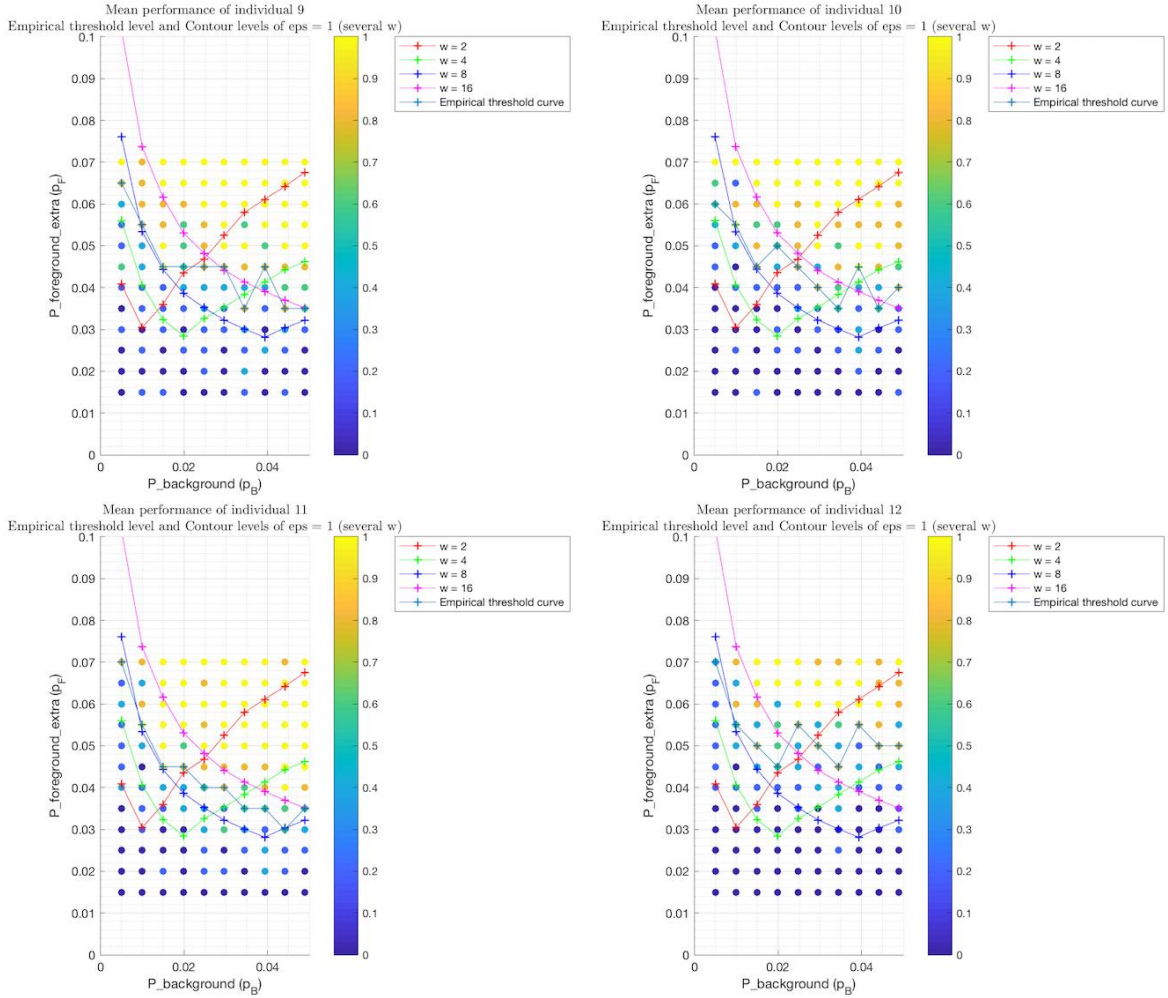 Mean performance of individual 9
Empirical threshold level and Contour levels of eps = 1 (several w)
0.1
0.09
0.08
0.07
0.06
0.05
0.04
0.03
0.02
0.01
0
P_foreground_extra (p_F)
0
0.02
0.04
P_background (p_B)
1
0.9
0.8
0.7
0.6
0.5
0.4
0.3
0.2
0.1
0
w = 2
w = 4
w = 8
w = 16
Empirical threshold curve
Mean performance of individual 10
Empirical threshold level and Contour levels of eps = 1 (several w)
0.1
0.09
0.08
0.07
0.06
0.05
0.04
0.03
0.02
0.01
0
P_foreground_extra (p_F)
0
0.02
0.04
P_background (p_B)
1
0.9
0.8
0.7
0.6
0.5
0.4
0.3
0.2
0.1
0
w = 2
w = 4
w = 8
w = 16
Empirical threshold curve
Mean performance of individual 11
Empirical threshold level and Contour levels of eps = 1 (several w)
0.1
0.09
0.08
0.07
0.06
0.05
0.04
0.03
0.02
0.01
0
P_foreground_extra (p_F)
0
0.02
0.04
P_background (p_B)
1
0.9
0.8
0.7
0.6
0.5
0.4
0.3
0.2
0.1
0
w = 2
w = 4
w = 8
w = 16
Empirical threshold curve
Mean performance of individual 12
Empirical threshold level and Contour levels of eps = 1 (several w)
0.1
0.09
0.08
0.07
0.06
0.05
0.04
0.03
0.02
0.01
0
P_foreground_extra (p_F)
0
0.02
0.04
P_background (p_B)
1
0.9
0.8
0.7
0.6
0.5
0.4
0.3
0.2
0.1
0
w = 2
w = 4
w = 8
w = 16
Empirical threshold curve